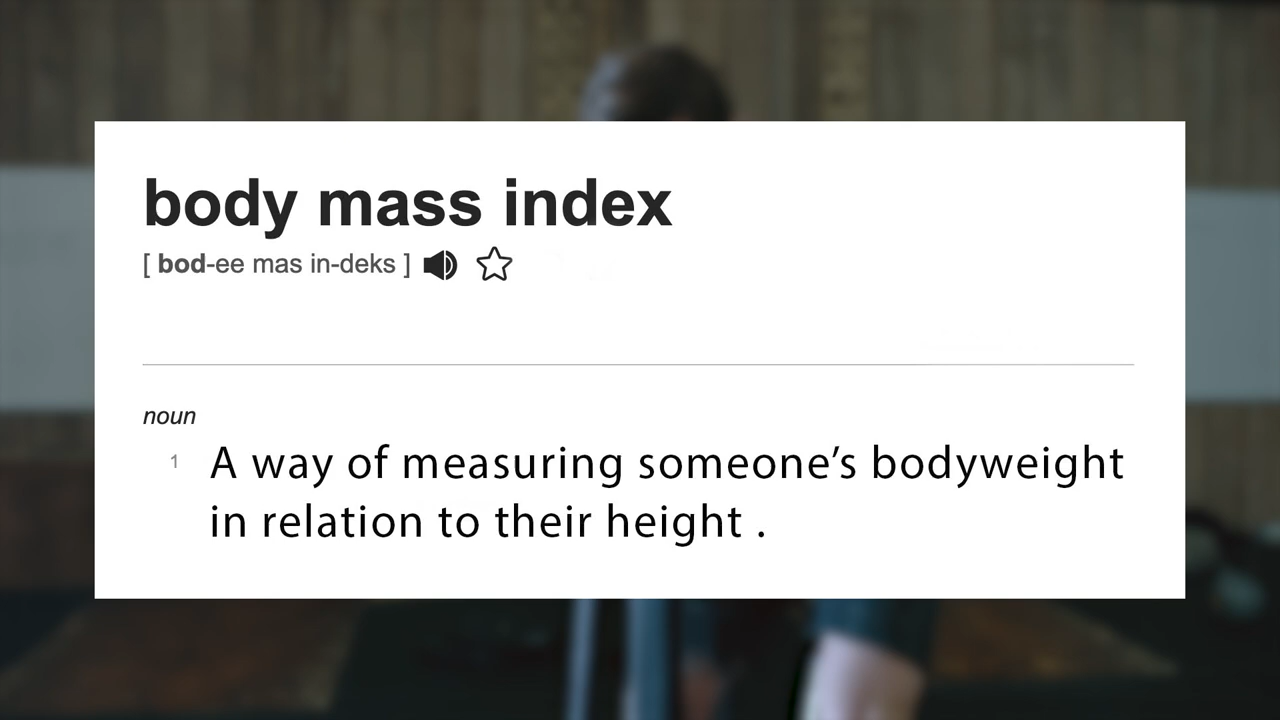 body mass index
[ bod-ee mas in-deks ]
noun
1 A way of measuring someone’s bodyweight
in relation to their height .